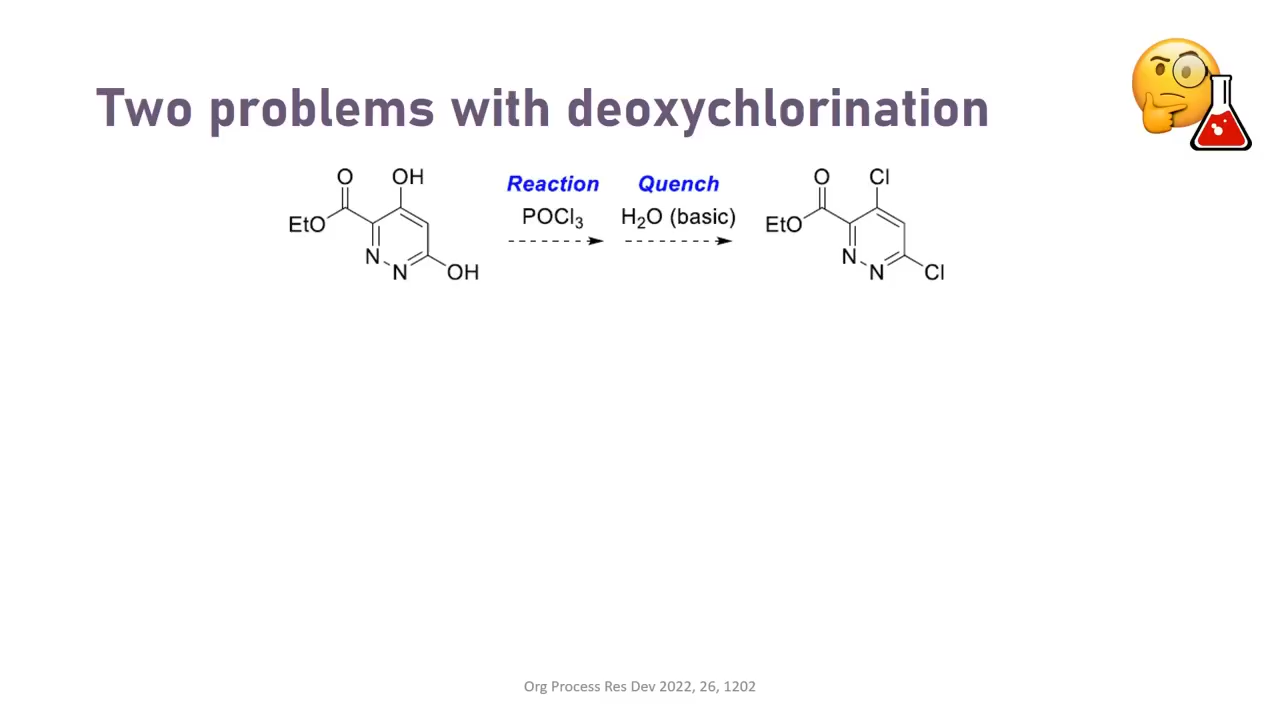 Two problems with deoxychlorination
O OH Reaction Quench O Cl
EtO POCl₃ H₂O (basic) EtO
N N OH N N Cl
Org Process Res Dev 2022, 26, 1202